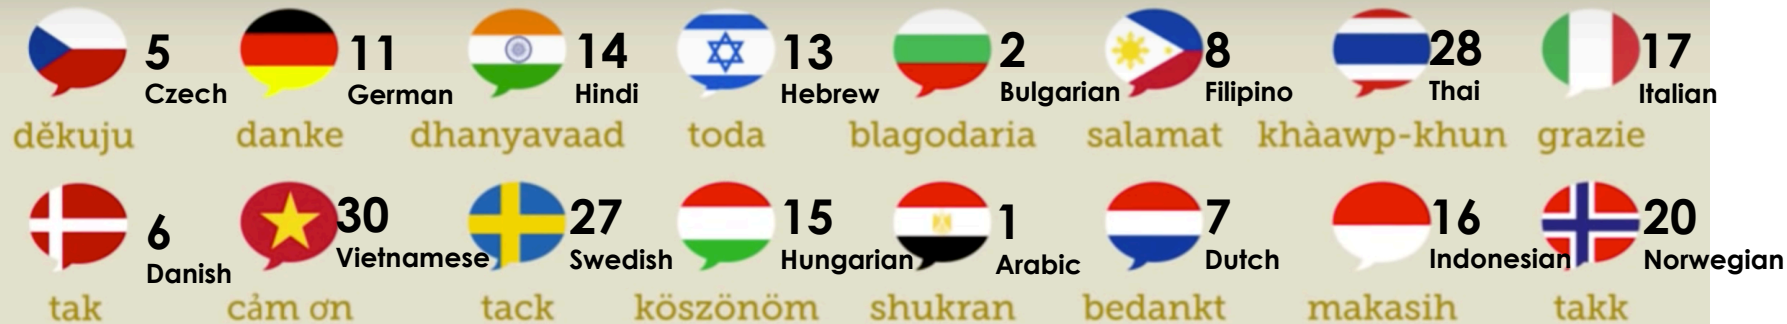 5 11 14 13 2 8 28 17
Czech German Hindi Hebrew Bulgarian Filipino Thai Italian
děkuju danke dhanyavaad toda blagodaria salamat khàawp-khun grazie
6 30 27 15 1 7 16 20
Danish Vietnamese Swedish Hungarian Arabic Dutch Indonesian Norwegian
tak cảm ơn tack köszönöm shukran bedankt makasih takk